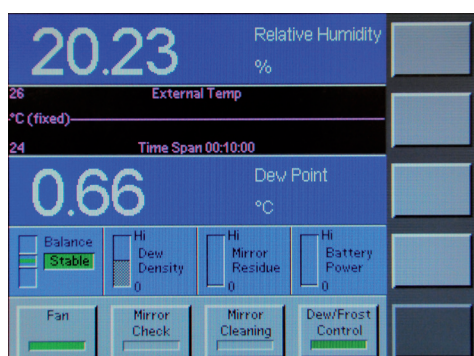 20.23 Relative Humidity
%
26 External Temp
°C (fixed)
24 Time Span 00:10:00
0.66 Dew Point
°C
Balance
Stable
Hi
Dew
Density
0
Hi
Mirror
Residue
0
Hi
Battery
Power
0
Fan
Mirror
Check
Mirror
Cleaning
Dew/Frost
Control